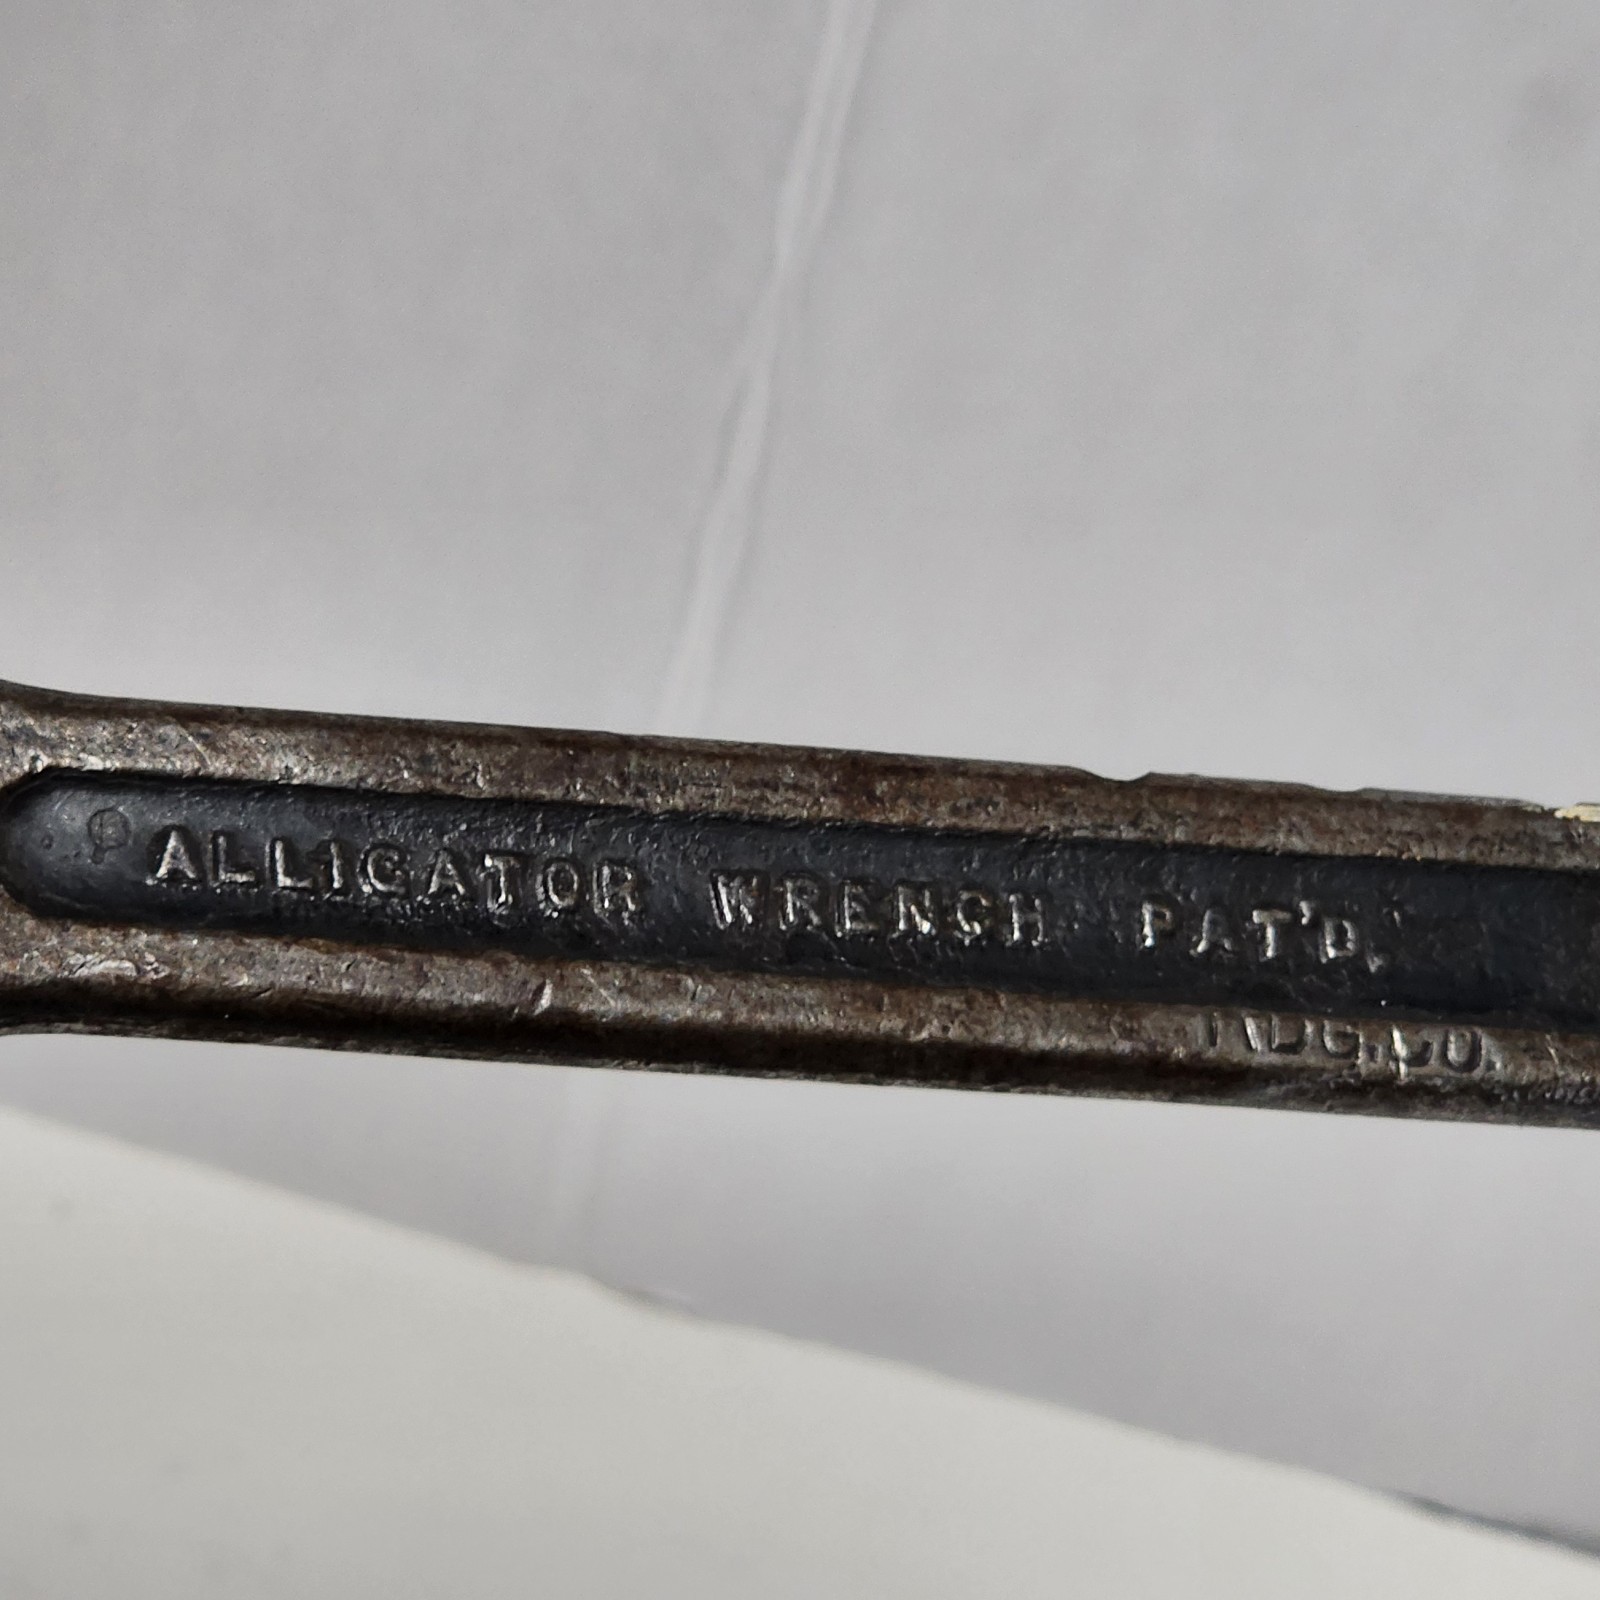 ALLIGATOR WRENCH PAT'D.